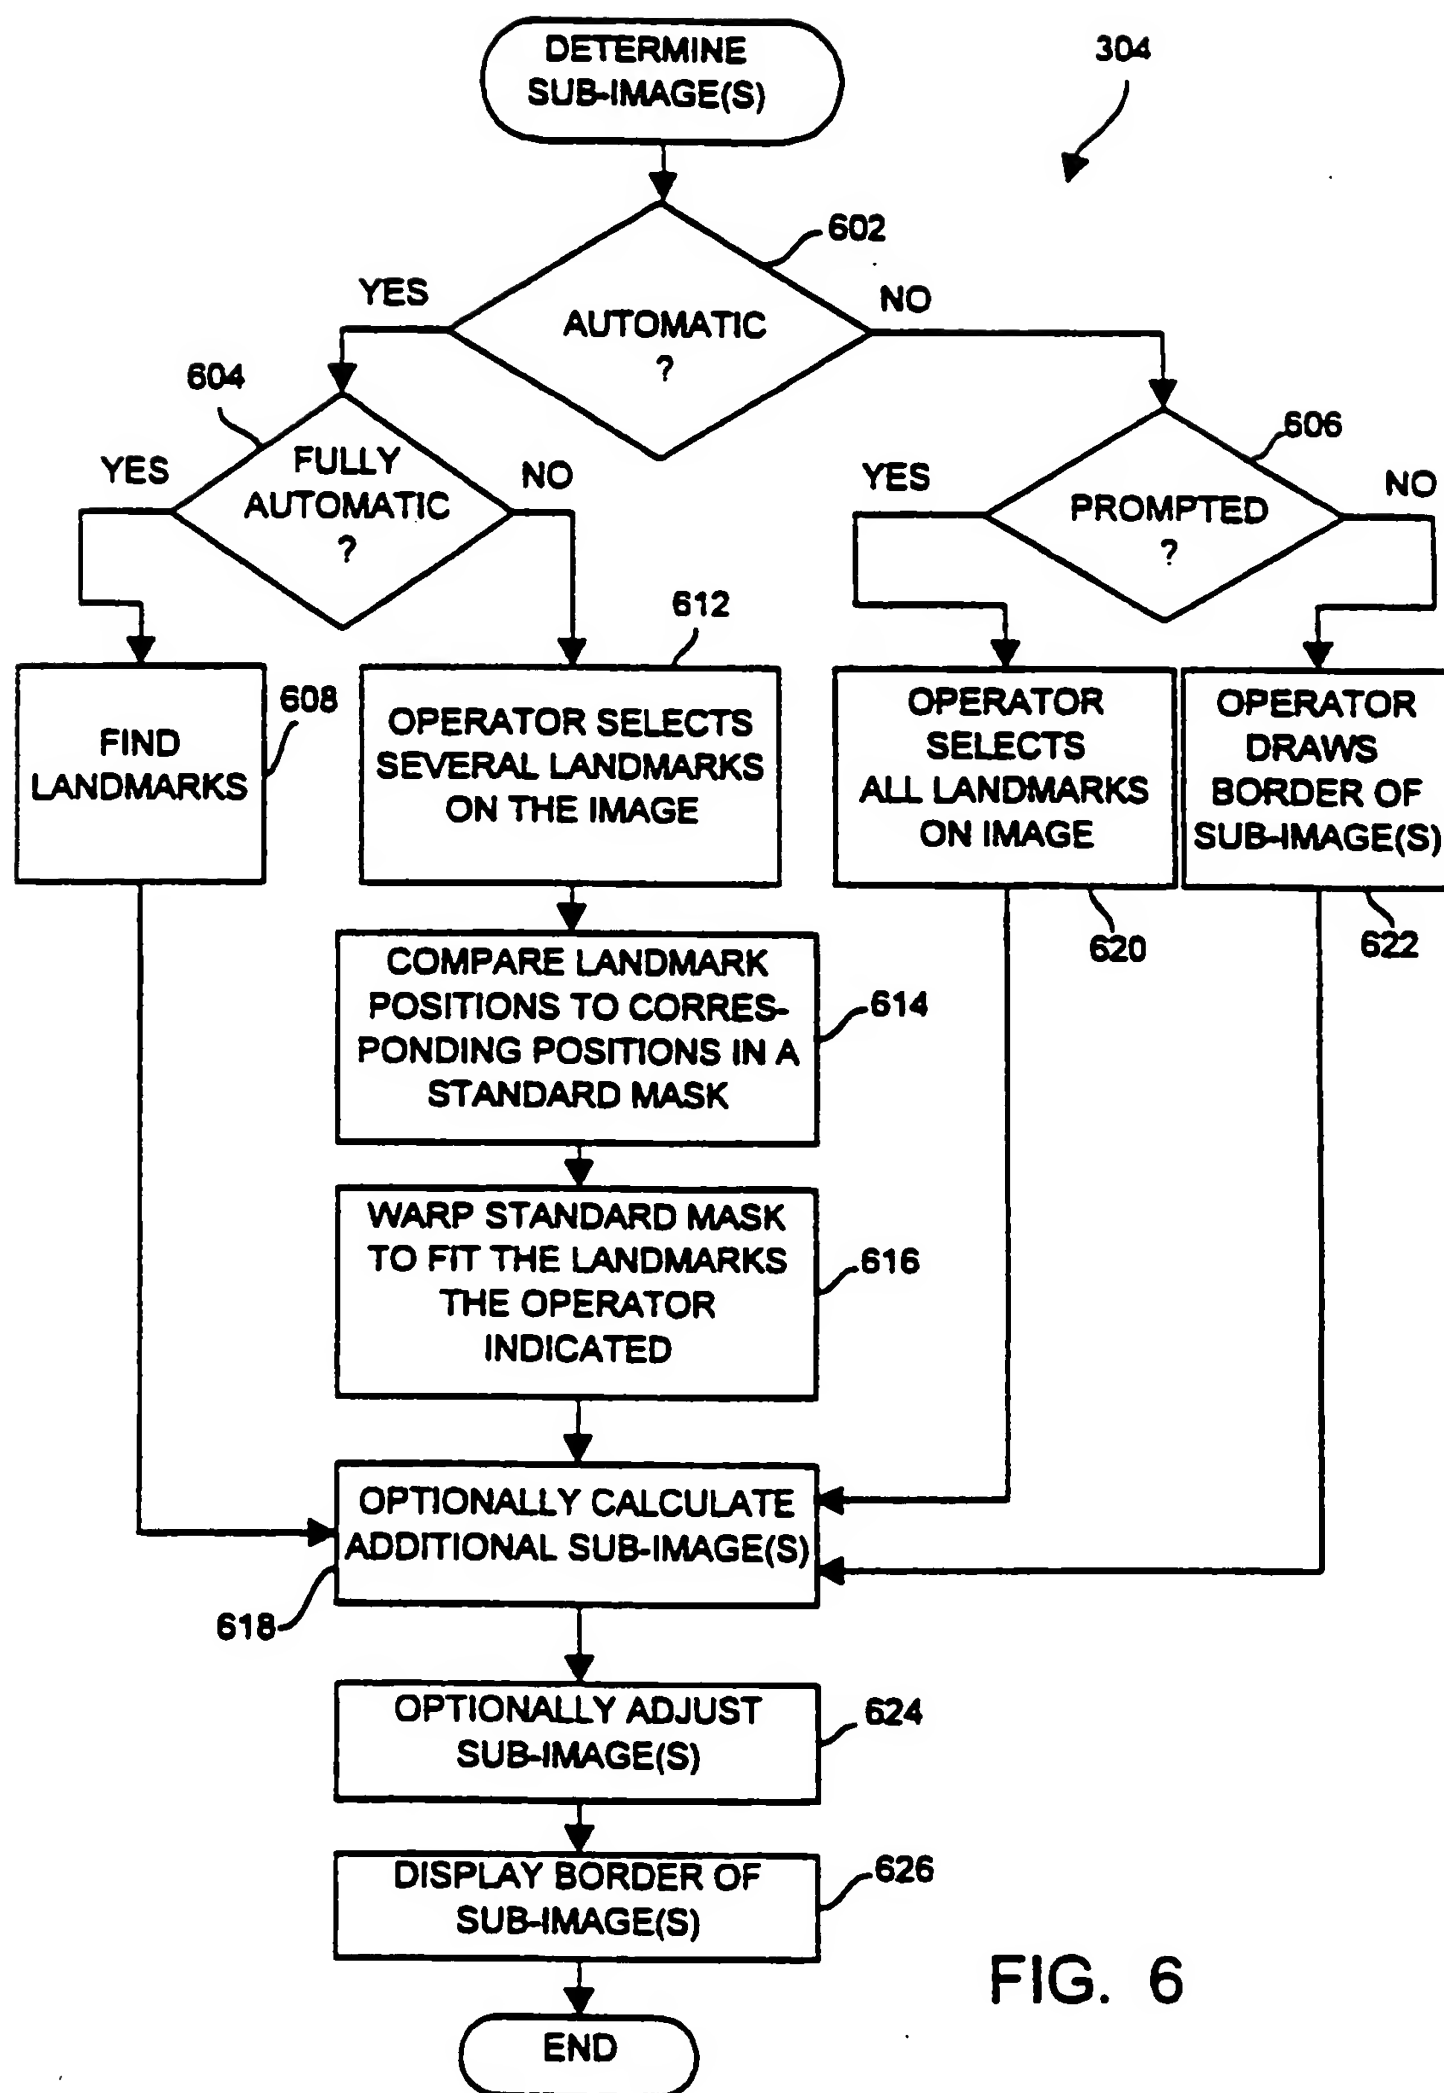 DETERMINE
SUB-IMAGE(S)
304
602
YES
NO
AUTOMATIC
?
604
606
YES
FULLY
AUTOMATIC
?
NO
YES
PROMPTED
?
NO
612
608
FIND
LANDMARKS
OPERATOR SELECTS
SEVERAL LANDMARKS
ON THE IMAGE
OPERATOR
SELECTS
ALL LANDMARKS
ON IMAGE
OPERATOR
DRAWS
BORDER OF
SUB-IMAGE(S)
620
622
COMPARE LANDMARK
POSITIONS TO CORRES-
PONDING POSITIONS IN A
STANDARD MASK
614
WARP STANDARD MASK
TO FIT THE LANDMARKS
THE OPERATOR
INDICATED
616
OPTIONALLY CALCULATE
ADDITIONAL SUB-IMAGE(S)
618
OPTIONALLY ADJUST
SUB-IMAGE(S)
624
DISPLAY BORDER OF
SUB-IMAGE(S)
626
END
FIG. 6